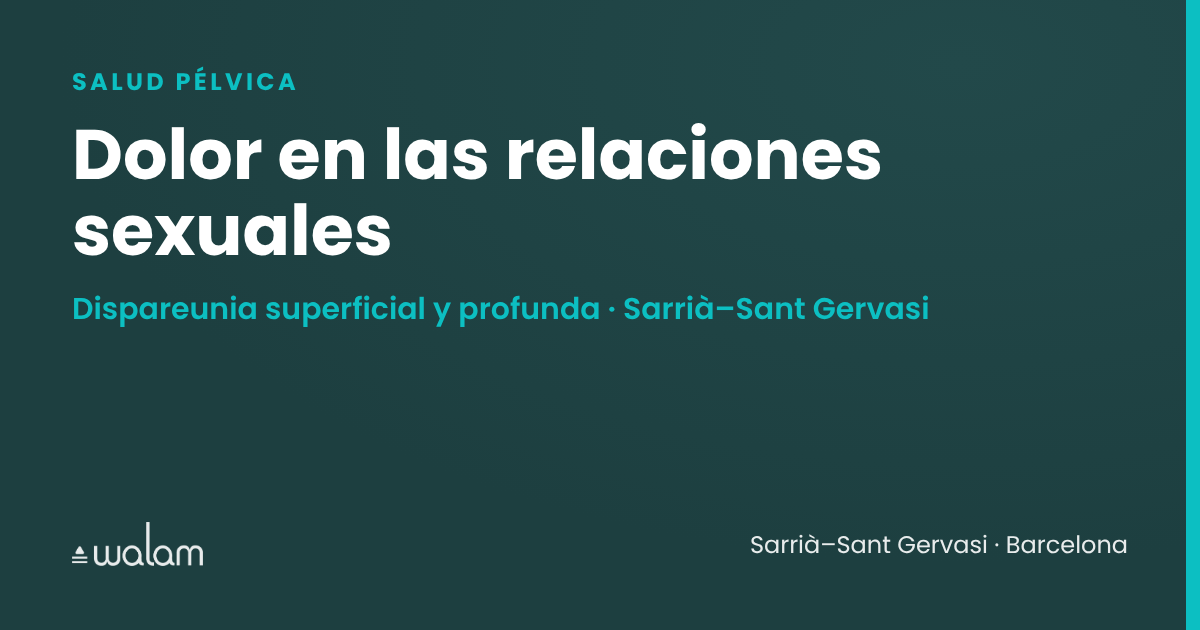 SALUD PÉLVICA
Dolor en las relaciones
sexuales
Dispareunia superficial y profunda · Sarrià–Sant Gervasi
walam
Sarrià–Sant Gervasi · Barcelona